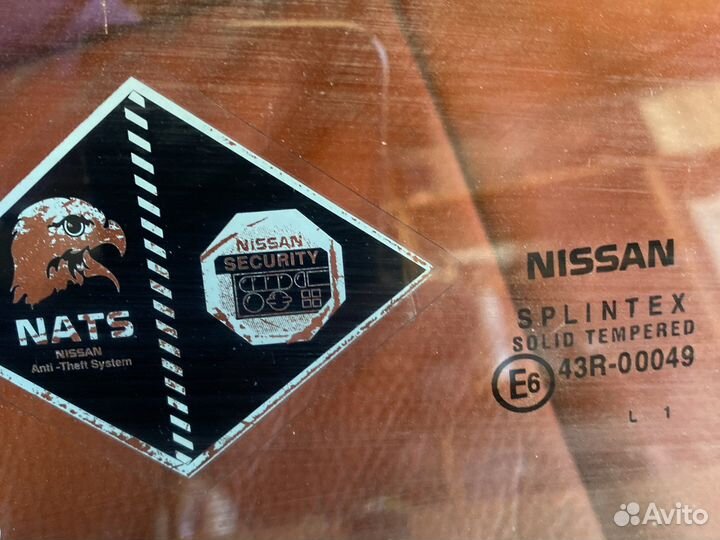 NATS
NISSAN
Anti -Theft System
NISSAN
SECURITY
NISSAN
SPLINTEX
SOLID TEMPERED
E6 43R-00049
L 1
Avito